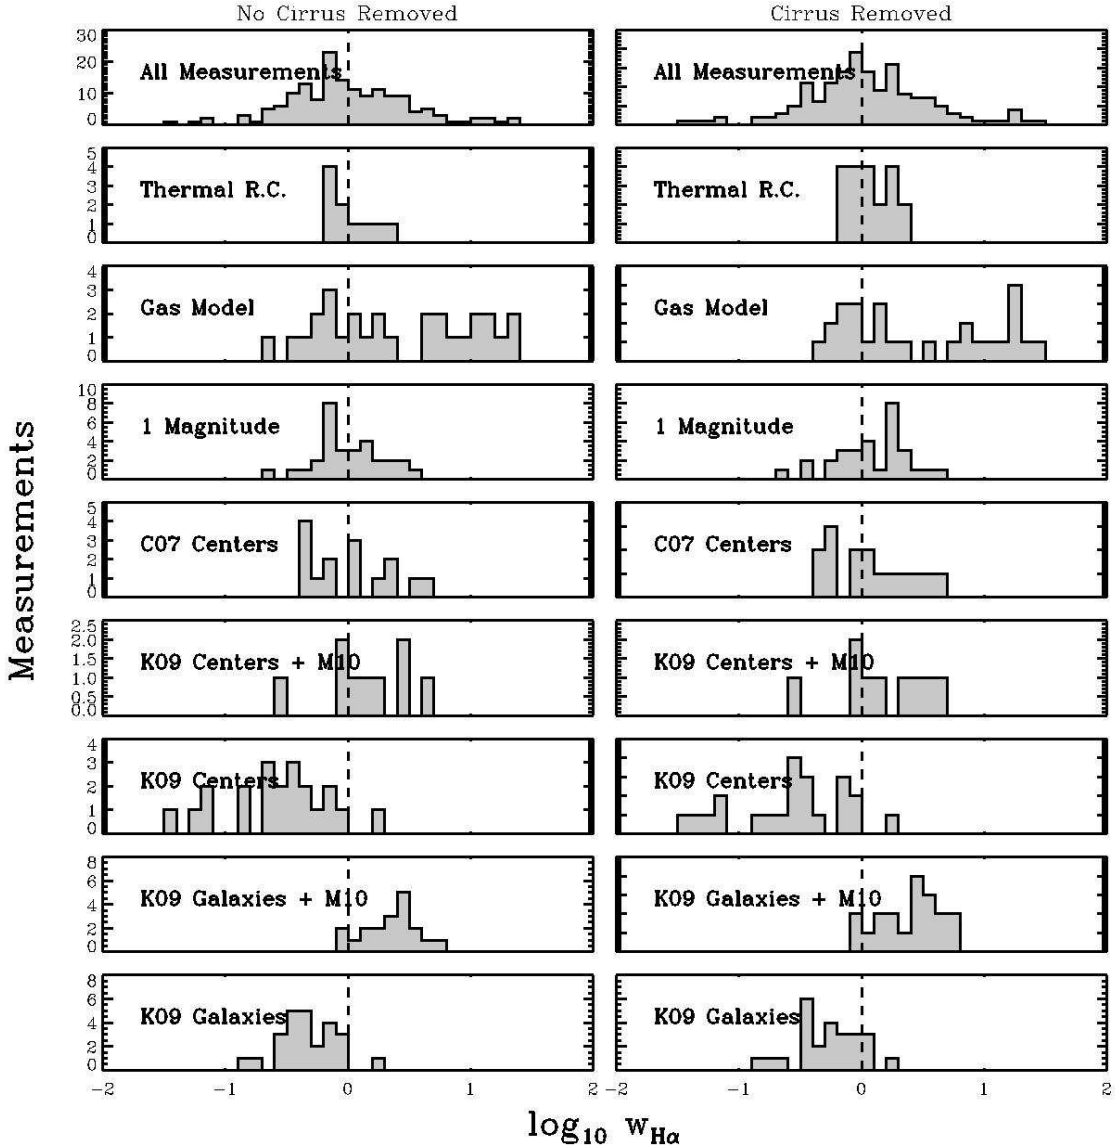 No Cirrus Removed
Cirrus Removed
30
20
10
0
All Measurements
All Measurements
5
4
3
2
1
0
Thermal R.C.
Thermal R.C.
4
3
2
1
0
Gas Model
Gas Model
10
8
6
4
2
0
1 Magnitude
1 Magnitude
5
4
3
2
1
0
C07 Centers
C07 Centers
2.5
2.0
1.5
1.0
0.5
0.0
K09 Centers + M10
K09 Centers + M10
4
3
2
1
0
K09 Centers
K09 Centers
8
6
4
2
0
K09 Galaxies + M10
K09 Galaxies + M10
8
6
4
2
0
K09 Galaxies
K09 Galaxies
-2 -1 0 1 2
-2 -1 0 1 2
Measurements
log10 wHα